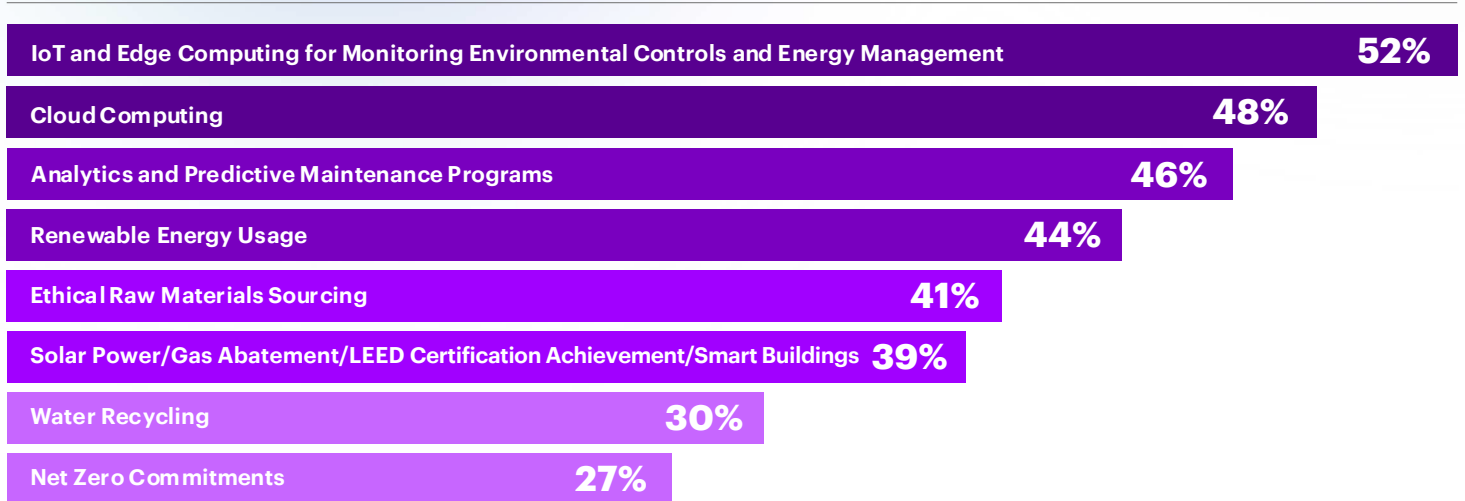 IoT and Edge Computing for Monitoring Environmental Controls and Energy Management 52%
Cloud Computing 48%
Analytics and Predictive Maintenance Programs 46%
Renewable Energy Usage 44%
Ethical Raw Materials Sourcing 41%
Solar Power/Gas Abatement/LEED Certification Achievement/Smart Buildings 39%
Water Recycling 30%
Net Zero Commitments 27%